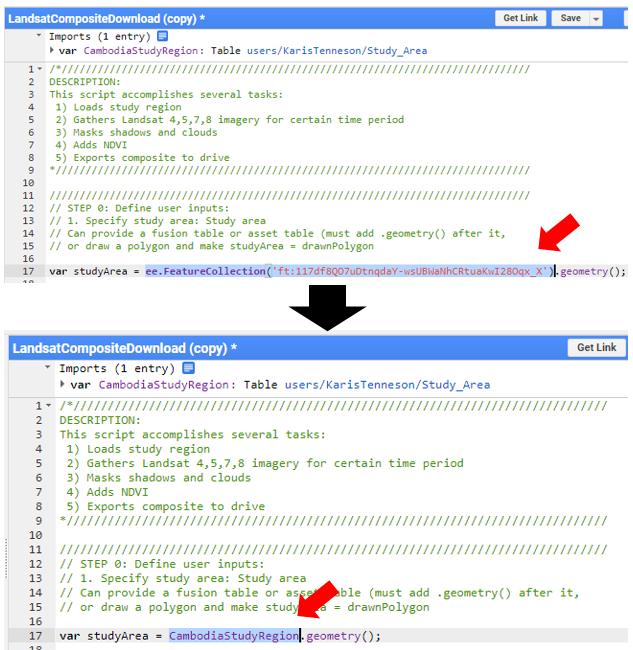 LandsatCompositeDownload (copy) *
Get Link
Save
Imports (1 entry)
var CambodiaStudyRegion: Table users/KarisTenneson/Study_Area
1 /*///////////////////////////////////////////////////////////////////////////////
2 DESCRIPTION:
3 This script accomplishes several tasks:
4 1) Loads study region
5 2) Gathers Landsat 4,5,7,8 imagery for certain time period
6 3) Masks shadows and clouds
7 4) Adds NDVI
8 5) Exports composite to drive
9 *///////////////////////////////////////////////////////////////////////////////
10
11 ////////////////////////////////////////////////////////////////////////////////
12 // STEP 0: Define user inputs:
13 // 1. Specify study area: Study area
14 // Can provide a fusion table or asset table (must add .geometry() after it,
15 // or draw a polygon and make studyArea = drawnPolygon
16
17 var studyArea = ee.FeatureCollection('ft:117df8QO7uDtnqdaY-wsUBWaNhCRtuaKwI28Oqx_X').geometry();
LandsatCompositeDownload (copy) *
Get Link
Imports (1 entry)
var CambodiaStudyRegion: Table users/KarisTenneson/Study_Area
1 /*///////////////////////////////////////////////////////////////////////////////
2 DESCRIPTION:
3 This script accomplishes several tasks:
4 1) Loads study region
5 2) Gathers Landsat 4,5,7,8 imagery for certain time period
6 3) Masks shadows and clouds
7 4) Adds NDVI
8 5) Exports composite to drive
9 *///////////////////////////////////////////////////////////////////////////////
10
11 ////////////////////////////////////////////////////////////////////////////////
12 // STEP 0: Define user inputs:
13 // 1. Specify study area: Study area
14 // Can provide a fusion table or asset table (must add .geometry() after it,
15 // or draw a polygon and make studyArea = drawnPolygon
16
17 var studyArea = CambodiaStudyRegion.geometry();